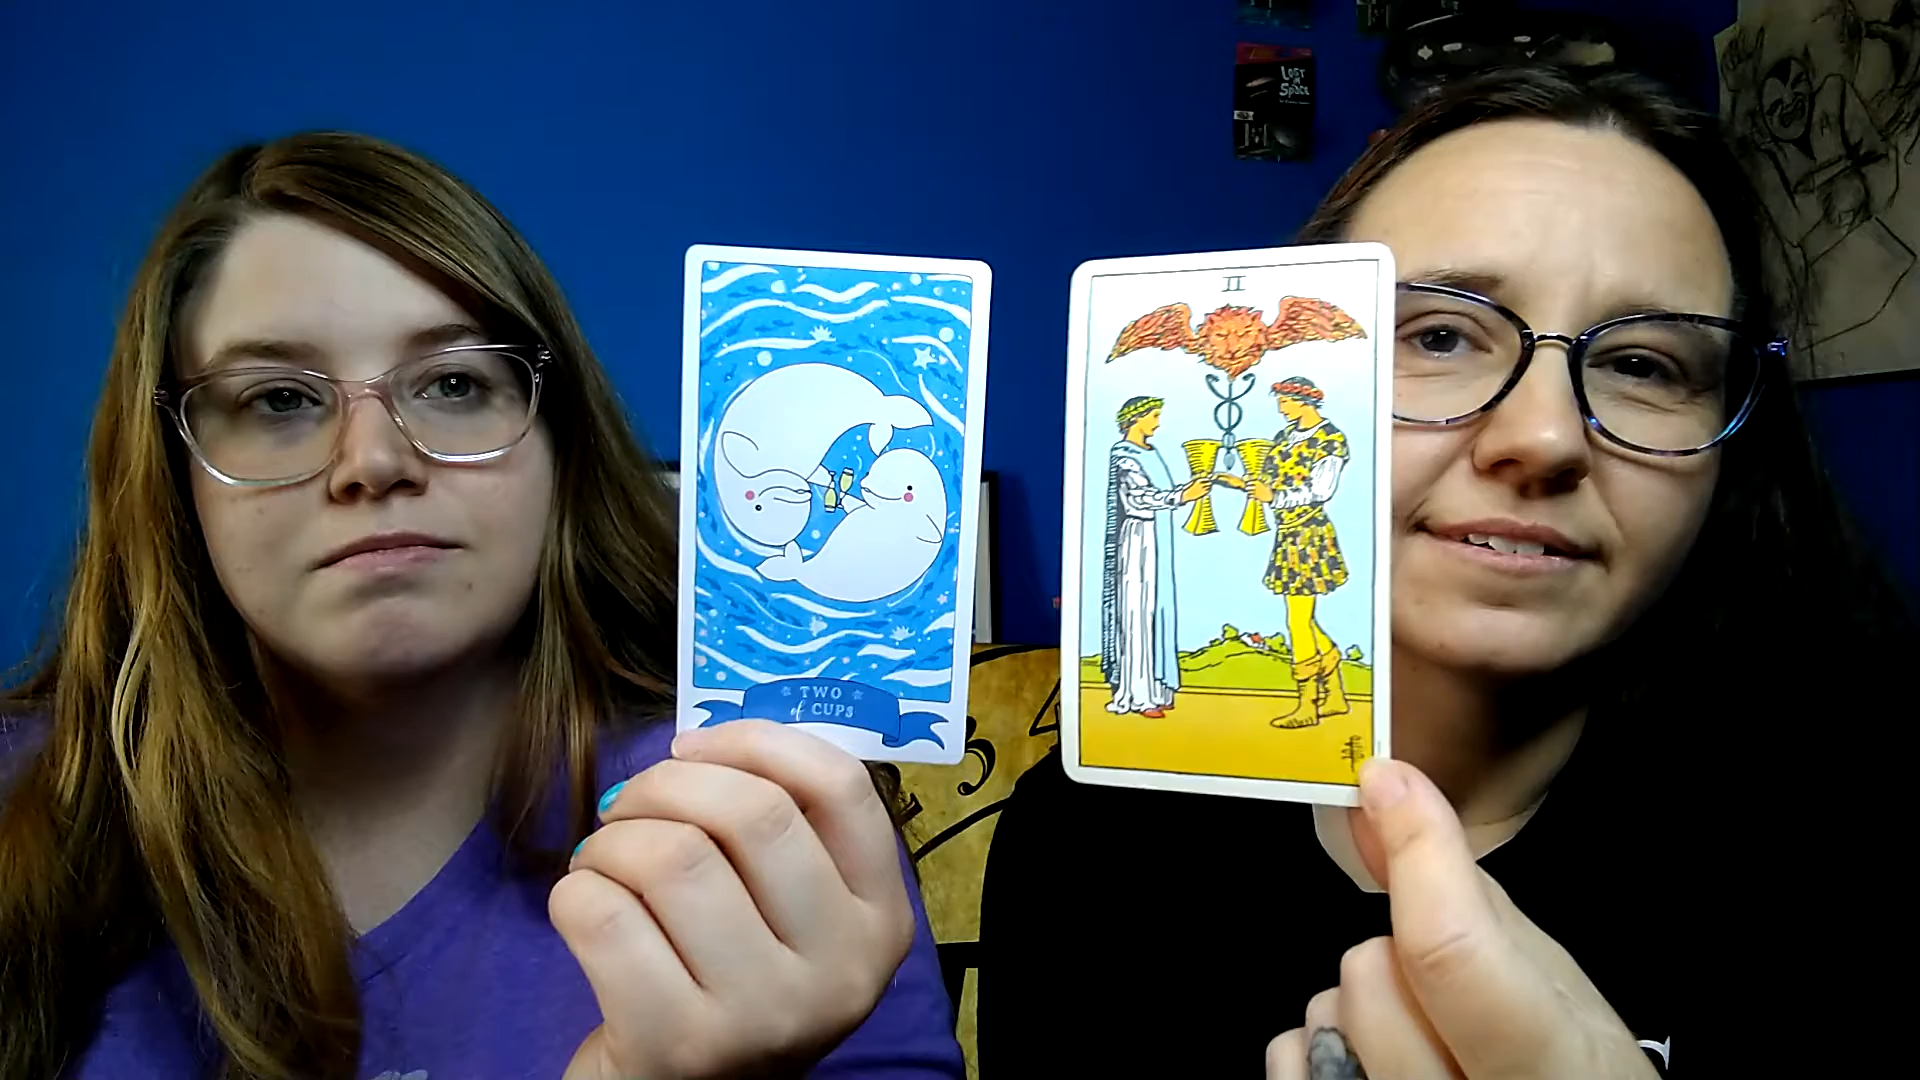 LOST
IN
SPACE
II
TWO
of CUPS